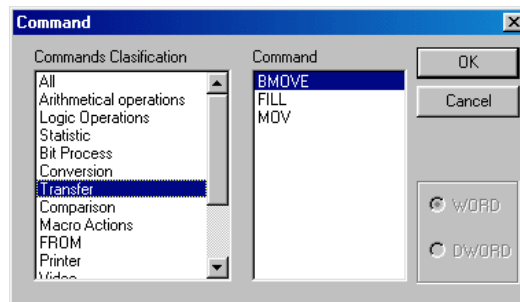 Command
Commands Clasification
All
Arithmetical operations
Logic Operations
Statistic
Bit Process
Conversion
Transfer
Comparison
Macro Actions
FROM
Printer
Video
Command
BMOVE
FILL
MOV
OK
Cancel
WORD
DWORD